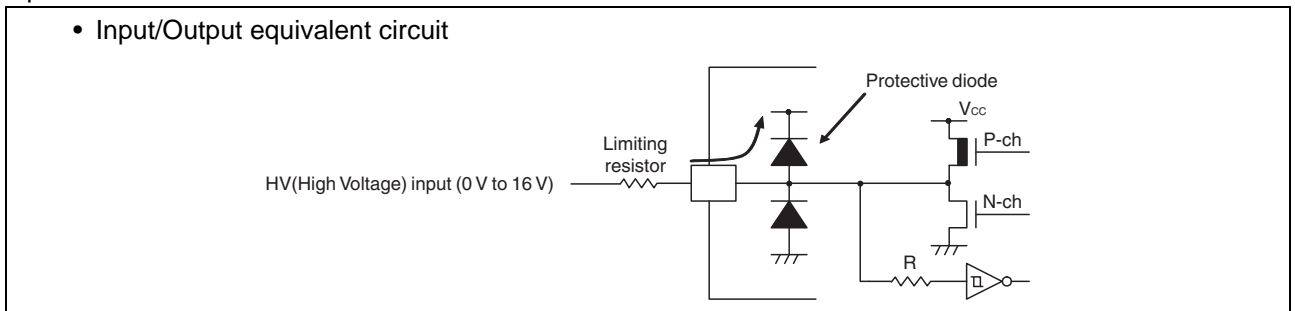 • Input/Output equivalent circuit
Protective diode
Vcc
P-ch
Limiting
resistor
HV(High Voltage) input (0 V to 16 V)
N-ch
R